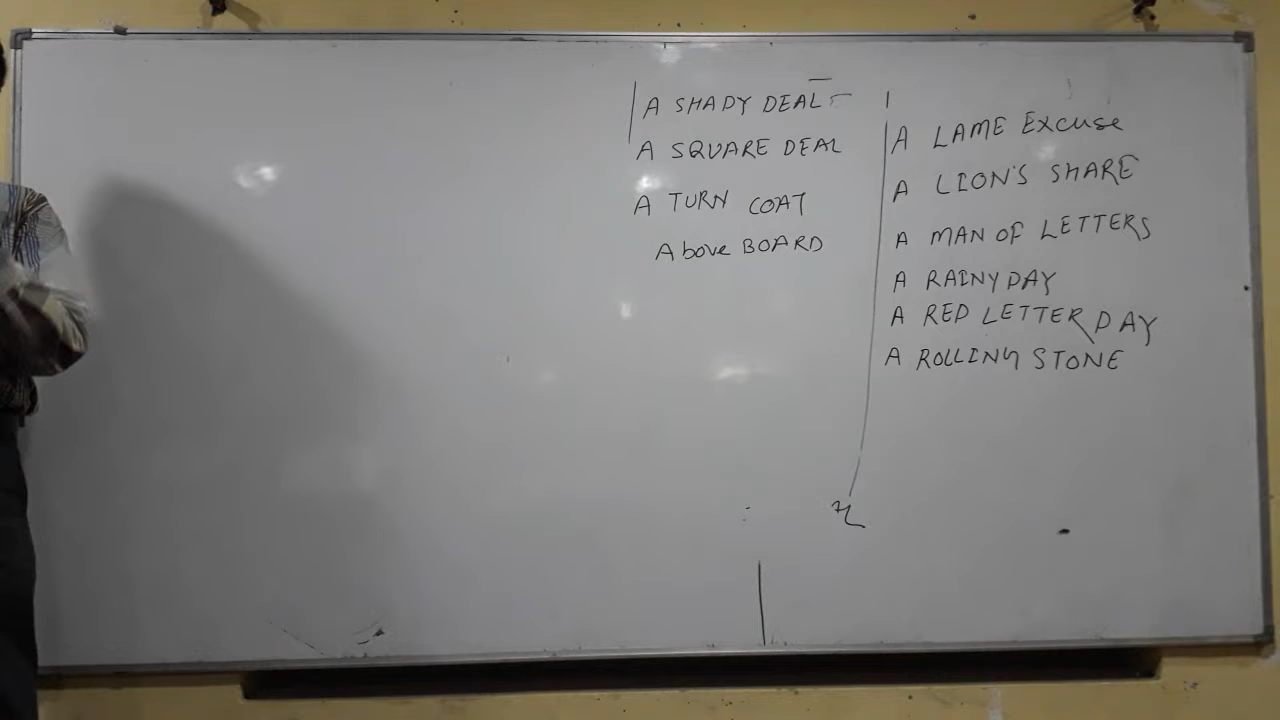 A SHADY DEAL
A SQUARE DEAL
A TURN COAT
Above BOARD
A LAME Excuse
A LION'S SHARE
A MAN OF LETTERS
A RAINY DAY
A RED LETTER DAY
A ROLLING STONE